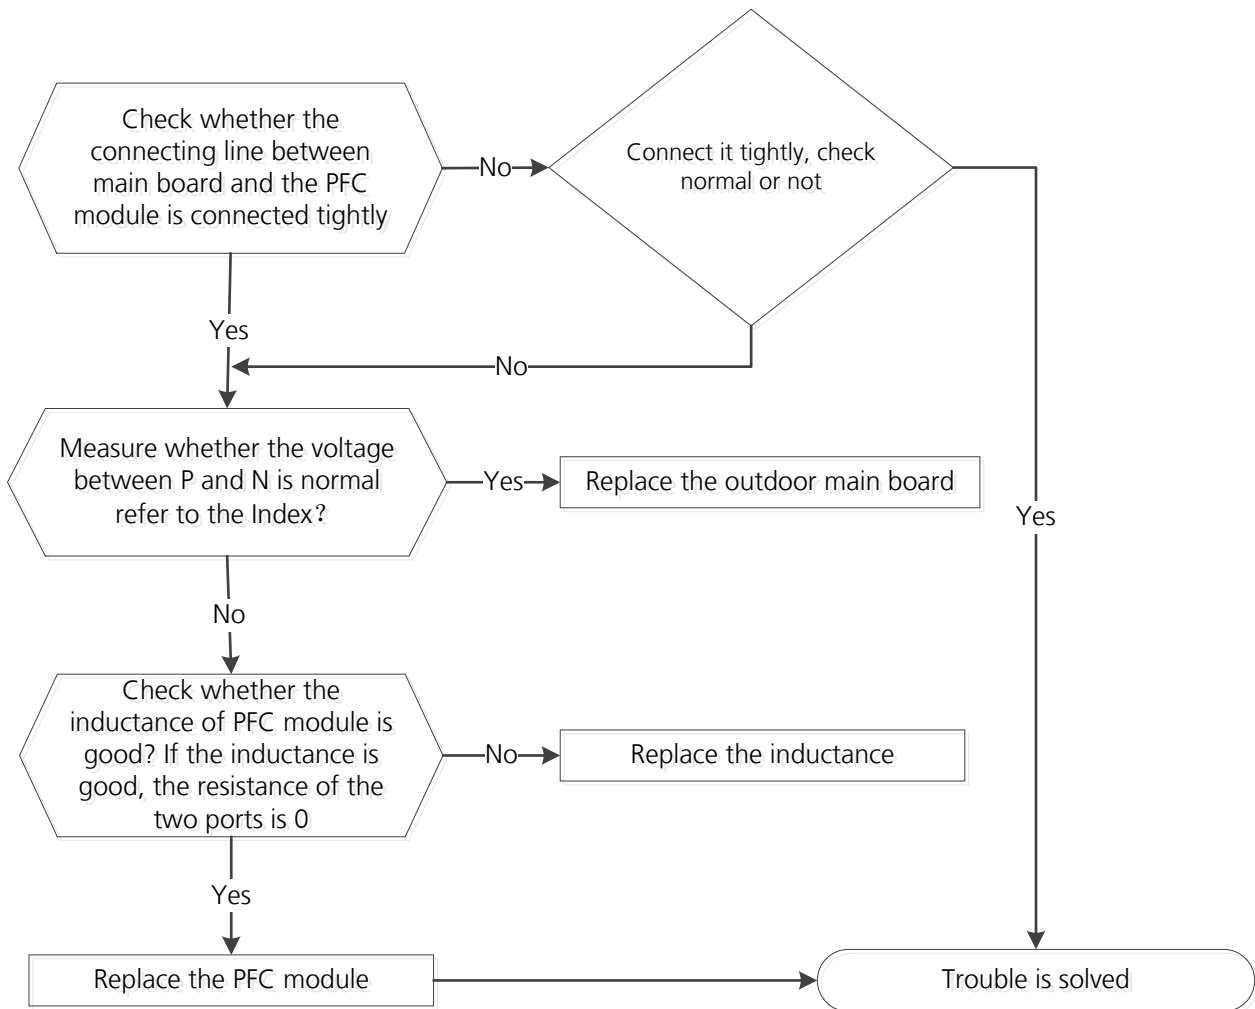 Check whether the
connecting line between
main board and the PFC
module is connected tightly
No
Connect it tightly, check
normal or not
Yes
No
Measure whether the voltage
between P and N is normal
refer to the Index？
Yes
Replace the outdoor main board
Yes
No
Check whether the
inductance of PFC module is
good? If the inductance is
good, the resistance of the
two ports is 0
No
Replace the inductance
Yes
Replace the PFC module
Trouble is solved